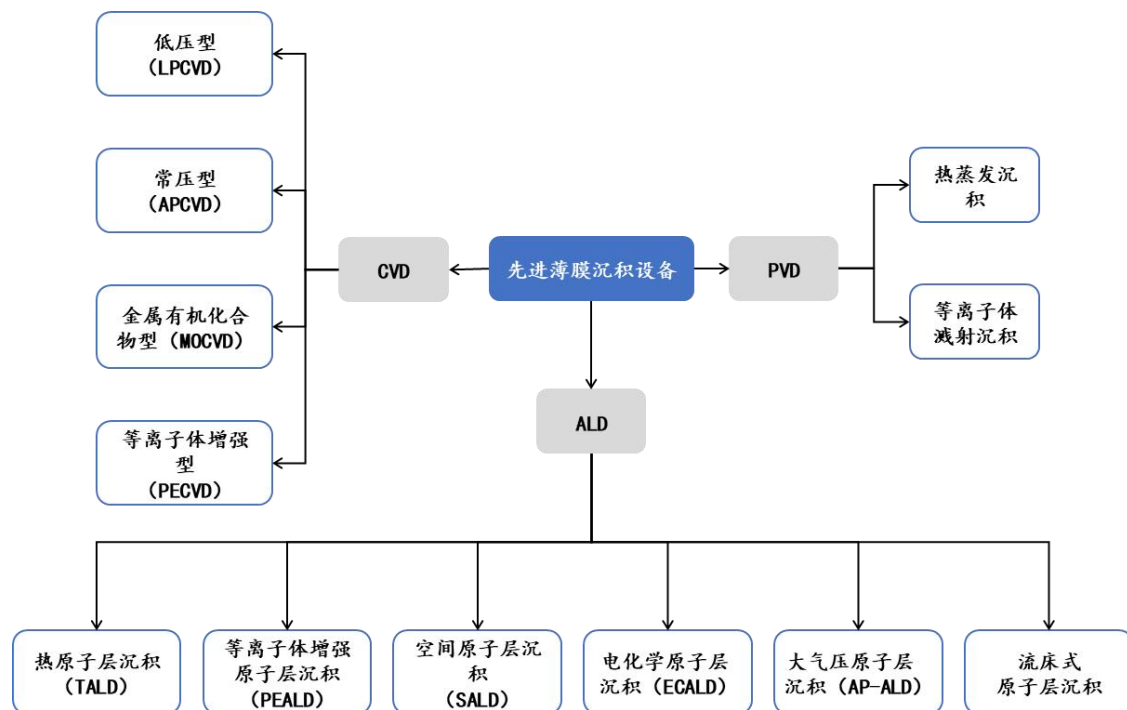 低压型
（LPCVD）
常压型
（APCVD）
金属有机化合
物型（MOCVD）
等离子体增强
型
（PECVD）
CVD
先进薄膜沉积设备
PVD
热蒸发沉
积
等离子体
溅射沉积
ALD
热原子层沉积
（TALD）
等离子体增强
原子层沉积
（PEALD）
空间原子层沉
积
（SALD）
电化学原子层
沉积（ECALD）
大气压原子层
沉积（AP-ALD）
流床式
原子层沉积